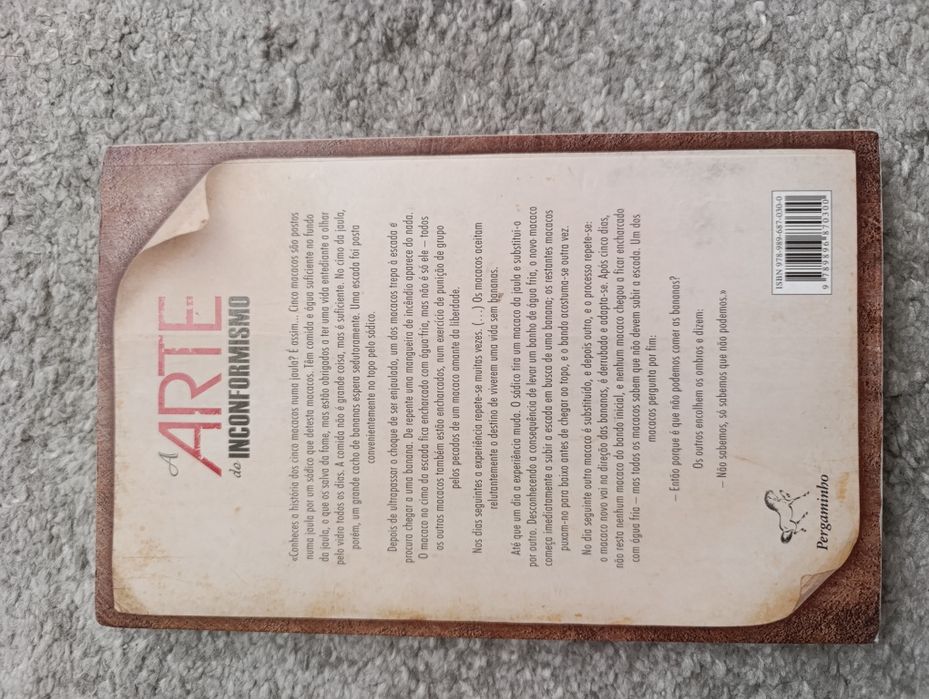 A
ARTE
do INCONFORMISMO
«Conheces a história dos cinco macacos numa jaula? É assim... Cinco macacos são postos
numa jaula por um sádico que detesta macacos. Têm comida e água suficiente no fundo
da jaula, o que os salva da fome, mas estão obrigados a ter uma vida entediante a olhar
pelo vidro todos os dias. A comida não é grande coisa, mas é suficiente. No cimo da jaula,
porém, um grande cacho de bananas espera sedutoramente. Uma escada foi posta
convenientemente no topo pelo sádico.
Depois de ultrapassar o choque de ser enjaulado, um dos macacos trepa a escada e
procura chegar a uma banana. De repente uma mangueira de incêndio aparece do nada.
O macaco no cimo da escada fica encharcado com água fria, mas não é só ele – todos
os outros macacos também estão encharcados, num exercício de punição de grupo
pelos pecados de um macaco amante da liberdade.
Nos dias seguintes a experiência repete-se muitas vezes. (...) Os macacos aceitam
relutantemente o destino de viverem uma vida sem bananas.
Até que um dia a experiência muda. O sádico tira um macaco da jaula e substitui-o
por outro. Desconhecendo a consequência de levar um banho de água fria, o novo macaco
começa imediatamente a subir a escada em busca de uma banana; os restantes macacos
puxam-no para baixo antes de chegar ao topo, e o bando acostuma-se outra vez.
No dia seguinte outro macaco é substituído, e depois outro, e o processo repete-se:
o macaco novo vai na direção das bananas, é derrubado e adapta-se. Após cinco dias,
não resta nenhum macaco do bando inicial, e nenhum macaco chegou a ficar encharcado
com água fria – mas todos os macacos sabem que não devem subir a escada. Um dos
macacos pergunta por fim:
– Então porque é que não podemos comer as bananas?
Os outros encolhem os ombros e dizem:
– Não sabemos, só sabemos que não podemos.»
Pergaminho
ISBN 978-989-687-030-0
9 789896 870300